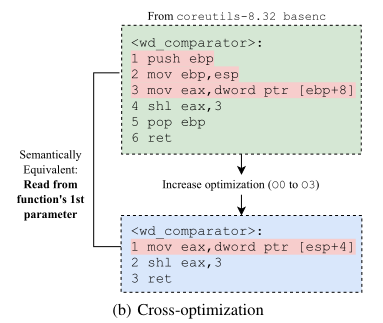 From coreutils-8.32 basenc
<wd_comparator>:
1 push ebp
2 mov ebp,esp
3 mov eax,dword ptr [ebp+8]
4 shl eax,3
5 pop ebp
6 ret
Semantically
Equivalent:
Read from
function's 1st
parameter
Increase optimization (O0 to O3)
<wd_comparator>:
1 mov eax,dword ptr [esp+4]
2 shl eax,3
3 ret
(b) Cross-optimization